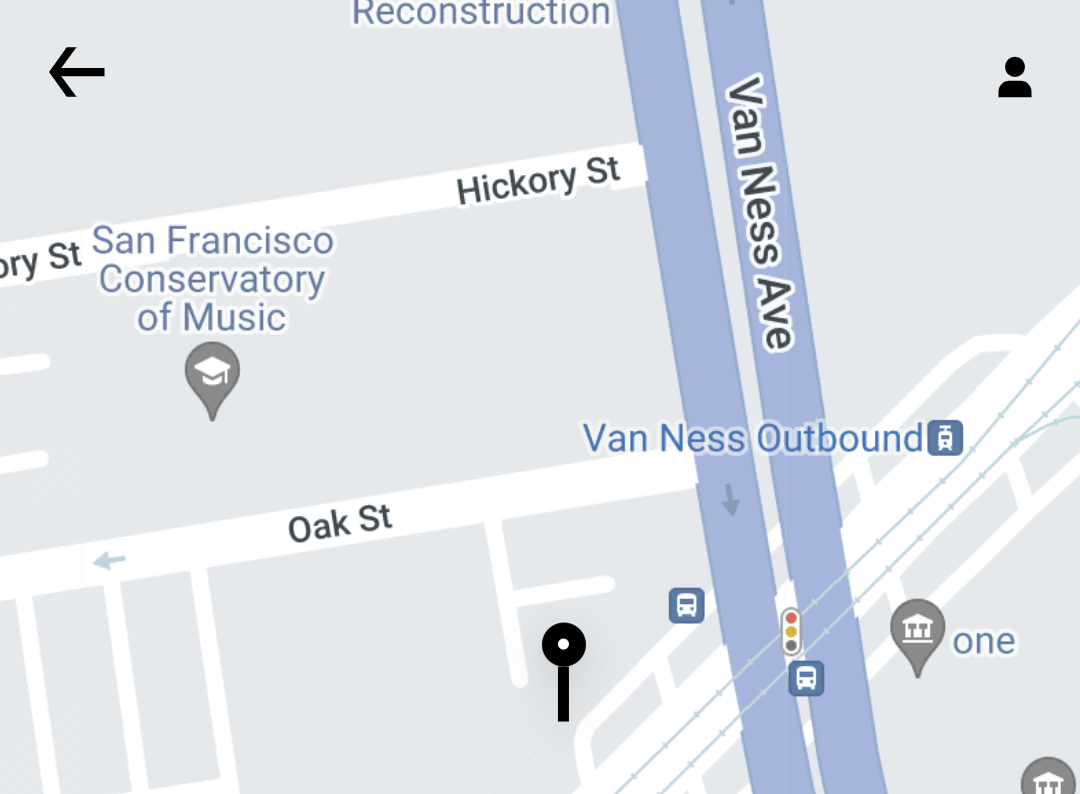 Reconstruction
Van Ness Ave
Hickory St
ory St
San Francisco
Conservatory
of Music
Van Ness Outbound
Oak St
one